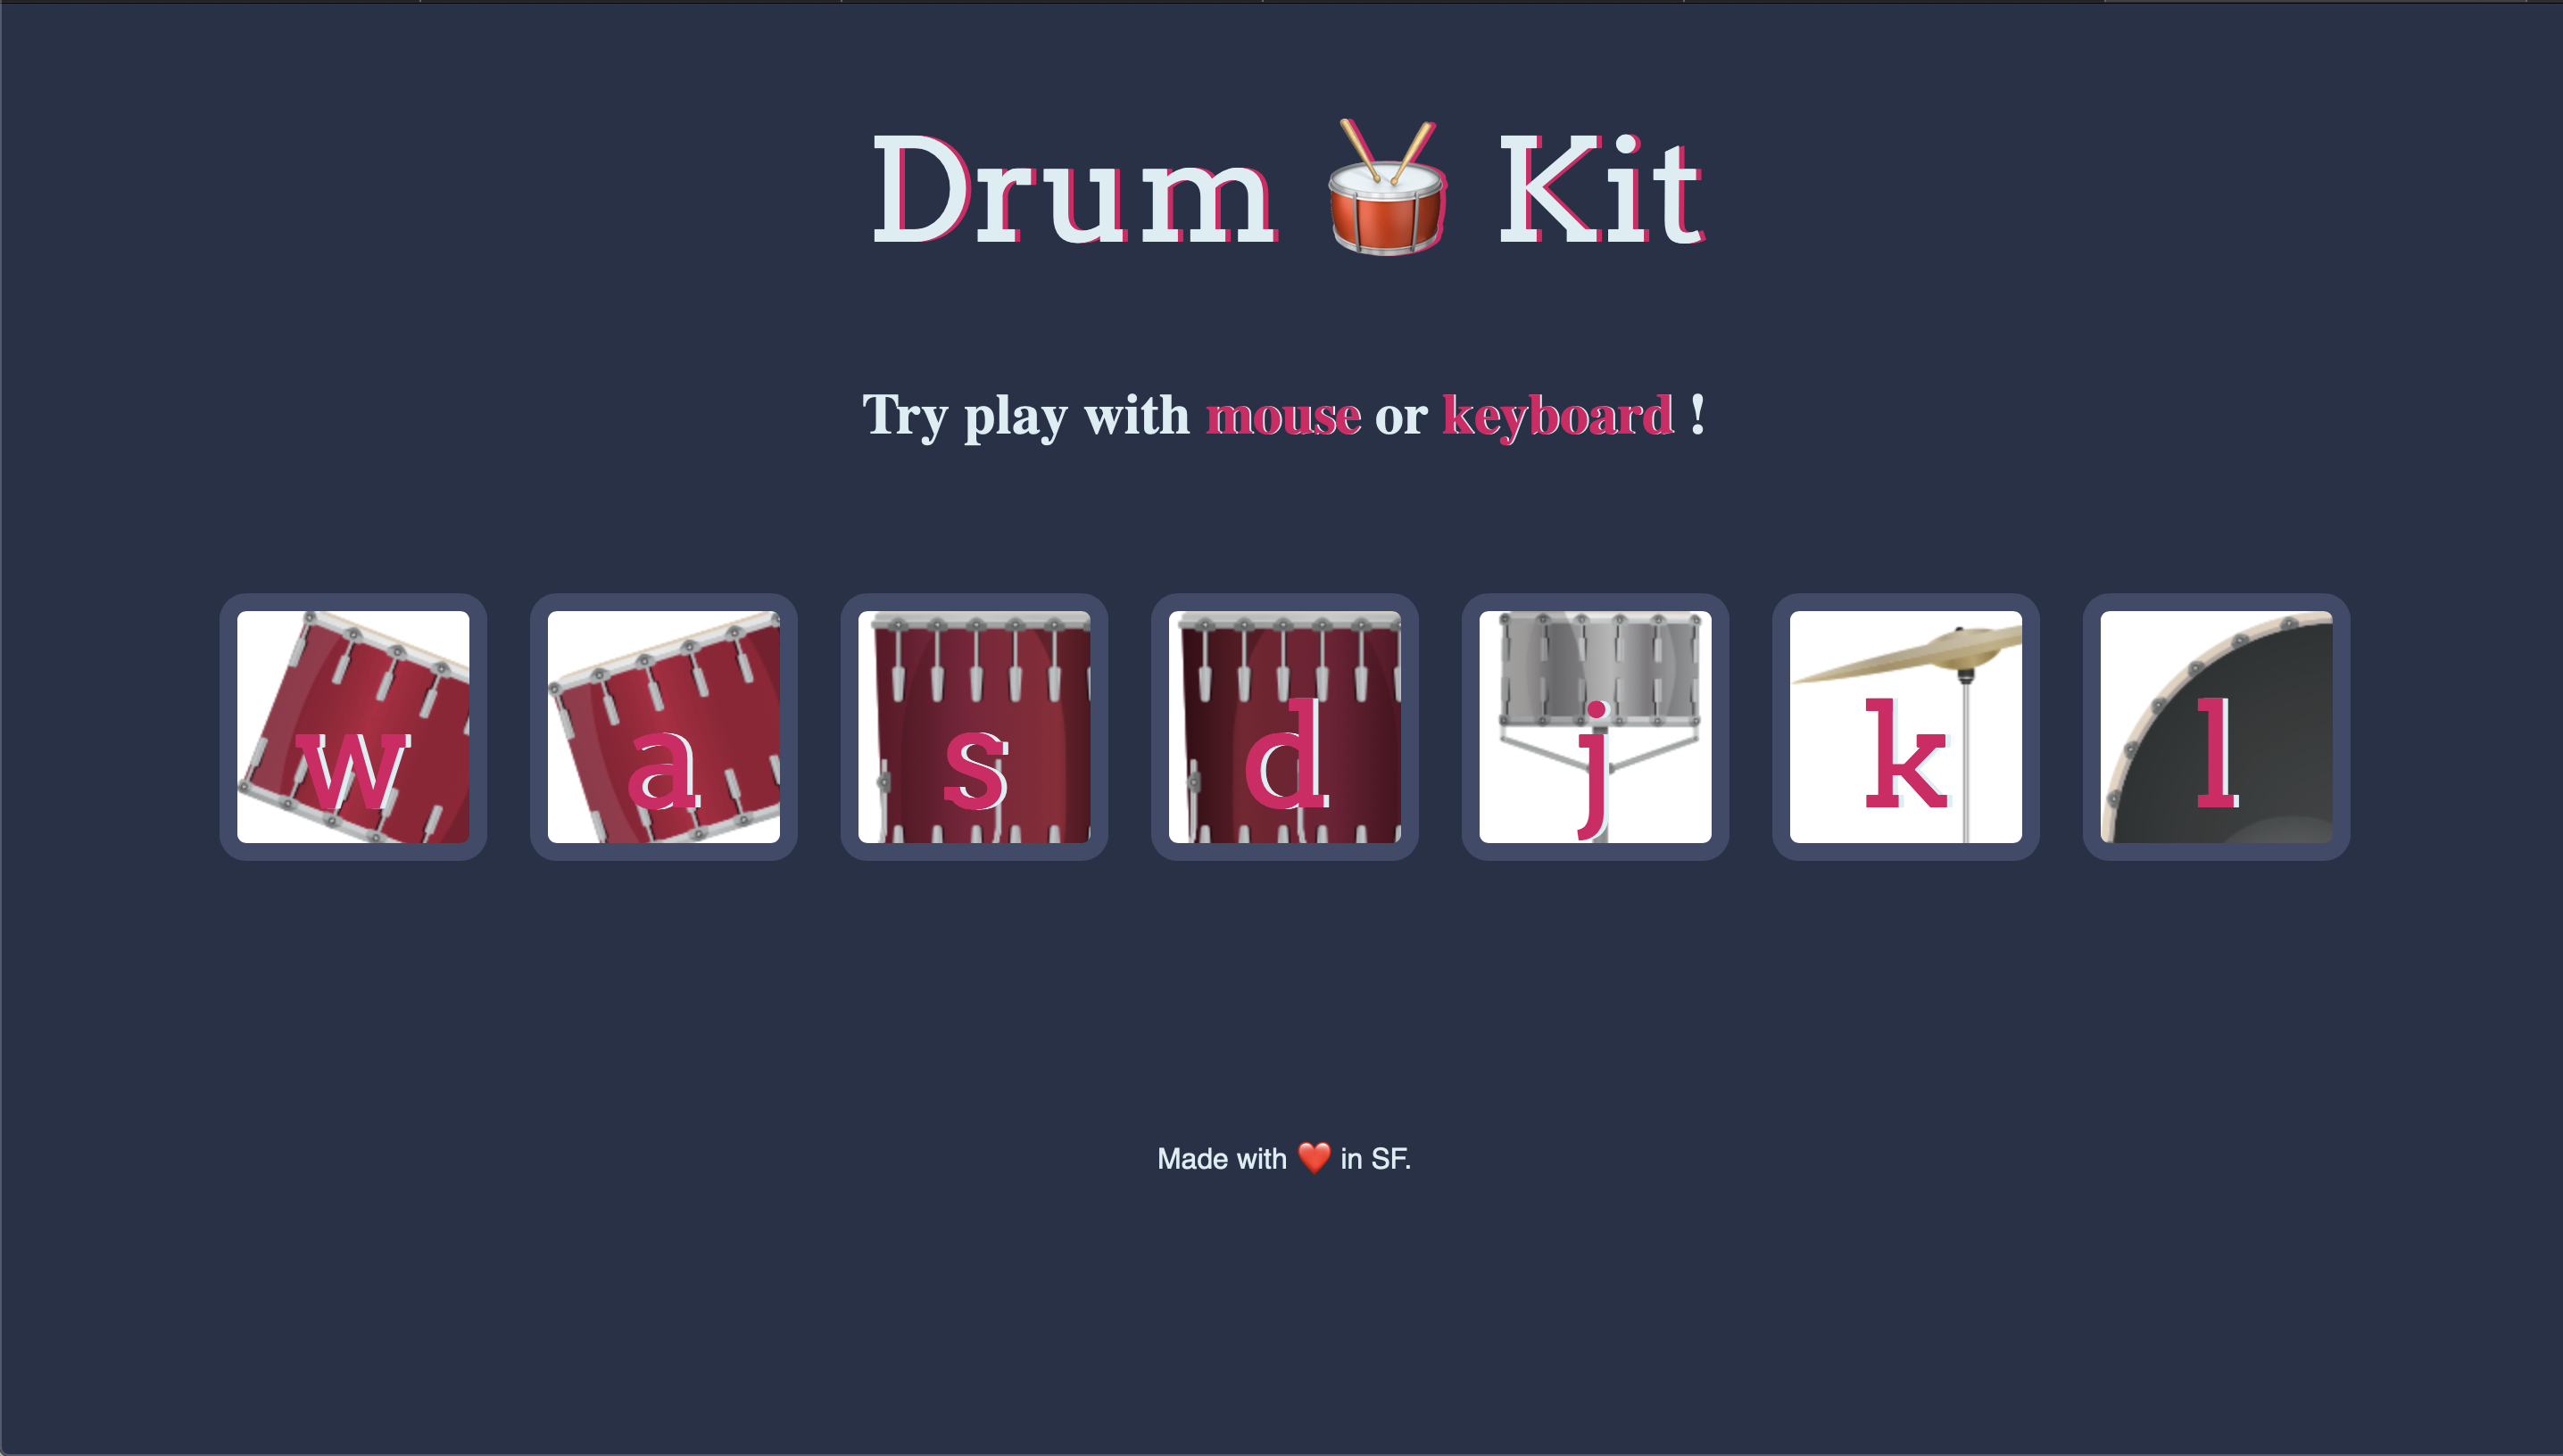 Drum 🥁 Kit
Try play with mouse or keyboard !
w a s d j k l
Made with ❤️ in SF.